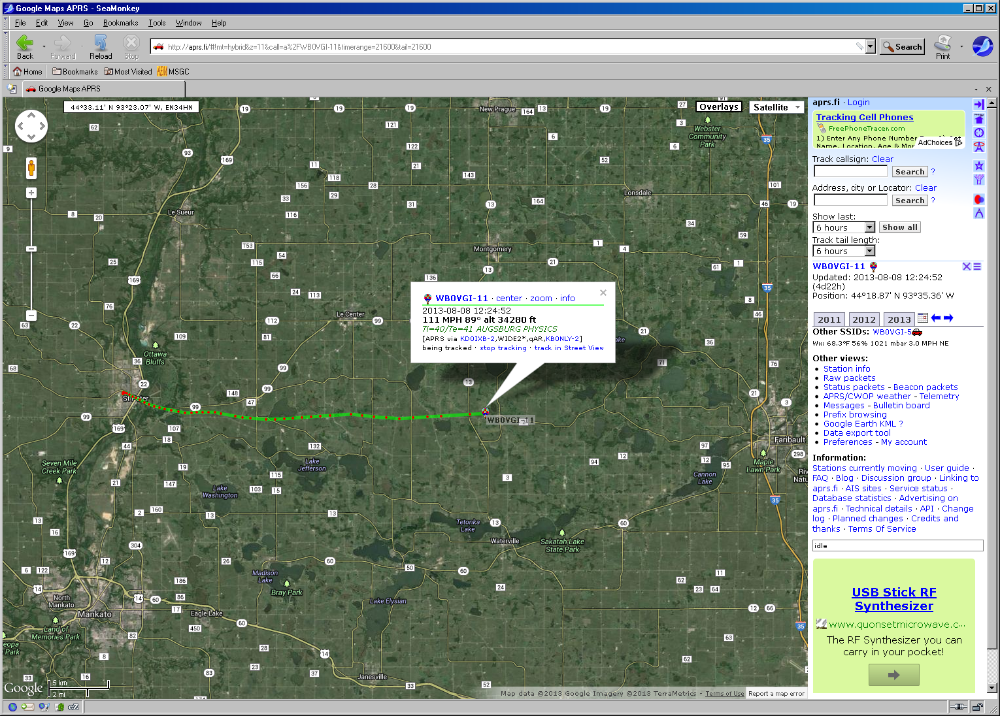 Google Maps APRS - SeaMonkey
File Edit View Go Bookmarks Tools Window Help
Back Forward Reload Stop
http://aprs.fi/#!mt=hybrid&z=11&call=a%2FWB0VGI-11&timerange=21600&tail=21600
Search
Print
Home Bookmarks Most Visited AEM MSGC
Google Maps APRS
44°33.11' N 93°23.07' W, EN34HN
Overlays
Satellite
New Prague
Webster
Community
Park
Lonsdale
Le Sueur
Montgomery
Le Center
Ottawa
Bluffs
St Peter
WB0VGI-11 · center · zoom · info
2013-08-08 12:24:52
111 MPH 89° alt 34280 ft
Ti=40/Te=41 AUGSBURG PHYSICS
[APRS via KD0IXB-2,WIDE2*,qAR,KB0NLY-2]
being tracked · stop tracking · track in Street View
WB0VGI-11
Faribault
Maple
Lawn Park
Seven Mile
Creek Park
Lake
Jefferson
Lake
Washington
Cannon
Lake
Tetonka
Lake
Waterville
Sakatah Lake
State Park
Madison
Lake
Bray Park
Lake Elysian
North
Mankato
Mankato
Eagle Lake
Land of
Memories Park
Janesville
Google
5 km
2 mi
Map data ©2013 Google Imagery ©2013 TerraMetrics - Terms of Use
Report a map error
aprs.fi · Login
Tracking Cell Phones
FreePhoneTracer.com
1) Enter Any Phone Number
Name, Location, Age &
AdChoices
Track callsign: Clear
Search ?
Address, city or Locator: Clear
Search ?
Show last:
6 hours Show all
Track tail length:
6 hours
WB0VGI-11
Updated: 2013-08-08 12:24:52
(4d22h)
Position: 44°18.87' N 93°35.36' W
2011 2012 2013
Other SSIDs: WB0VGI-5
Wx: 68.3°F 56% 1021 mbar 3.0 MPH NE
Other views:
Station info
Raw packets
Status packets - Beacon packets
APRS/CWOP weather - Telemetry
Messages - Bulletin board
Prefix browsing
Google Earth KML ?
Data export tool
Preferences - My account
Information:
Stations currently moving · User guide ·
FAQ · Blog · Discussion group · Linking to
aprs.fi · AIS sites · Service status ·
Database statistics · Advertising on
aprs.fi · Technical details · API · Change
log · Planned changes · Credits and
thanks · Terms Of Service
idle
USB Stick RF
Synthesizer
www.quonsetmicrowave.c...
The RF Synthesizer you can
carry in your pocket!